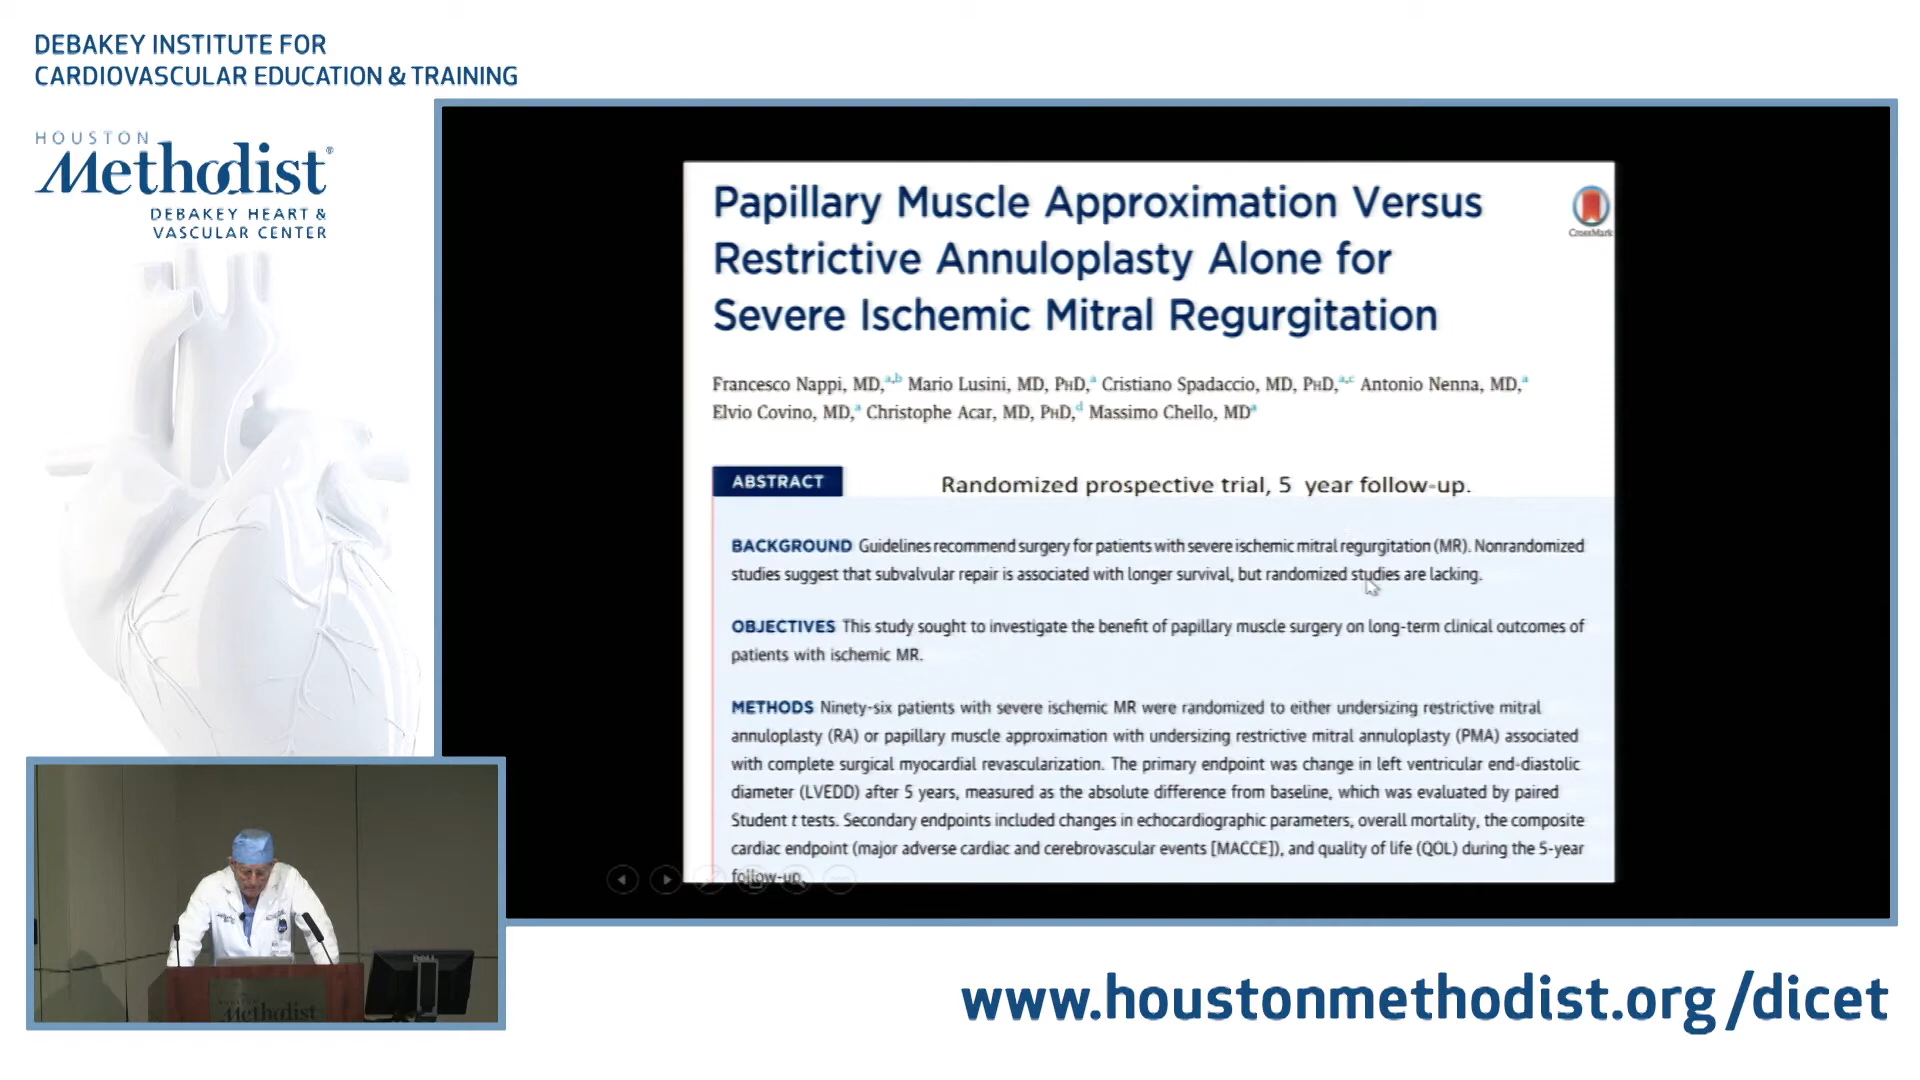 DEBAKEY INSTITUTE FOR
CARDIOVASCULAR EDUCATION & TRAINING
HOUSTON
Methodist®
DEBAKEY HEART &
VASCULAR CENTER
Papillary Muscle Approximation Versus
Restrictive Annuloplasty Alone for
Severe Ischemic Mitral Regurgitation
CrossMark
Francesco Nappi, MD,a,b Mario Lusini, MD, PHD,a Cristiano Spadaccio, MD, PHD,a,c Antonio Nenna, MD,a
Elvio Covino, MD,a Christophe Acar, MD, PHD,d Massimo Chello, MDa
ABSTRACT
Randomized prospective trial, 5 year follow-up.
BACKGROUND Guidelines recommend surgery for patients with severe ischemic mitral regurgitation (MR). Nonrandomized
studies suggest that subvalvular repair is associated with longer survival, but randomized studies are lacking.
OBJECTIVES This study sought to investigate the benefit of papillary muscle surgery on long-term clinical outcomes of
patients with ischemic MR.
METHODS Ninety-six patients with severe ischemic MR were randomized to either undersizing restrictive mitral
annuloplasty (RA) or papillary muscle approximation with undersizing restrictive mitral annuloplasty (PMA) associated
with complete surgical myocardial revascularization. The primary endpoint was change in left ventricular end-diastolic
diameter (LVEDD) after 5 years, measured as the absolute difference from baseline, which was evaluated by paired
Student t tests. Secondary endpoints included changes in echocardiographic parameters, overall mortality, the composite
cardiac endpoint (major adverse cardiac and cerebrovascular events [MACCE]), and quality of life (QOL) during the 5-year
follow-up.
DELL
HOUSTON
Methodist
www.houstonmethodist.org/dicet